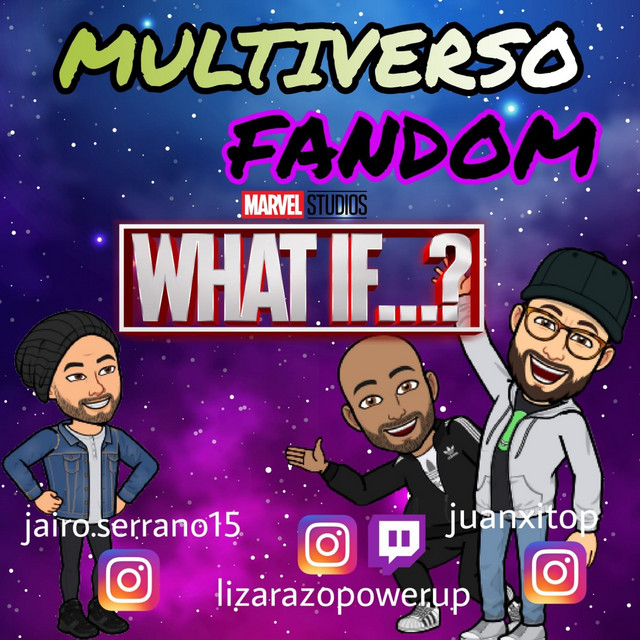 MULTIVERSO
FANDOM
MARVEL STUDIOS
WHAT IF...?
jairo.serrano15
juanxitop
lizarazopowerup